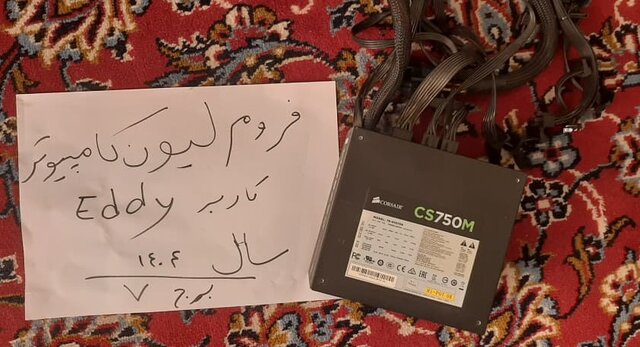 فروم لیون کامپیوتر
کاربر Eddy
سال ۱۴۰۴
برج ۷
CORSAIR
CS750M